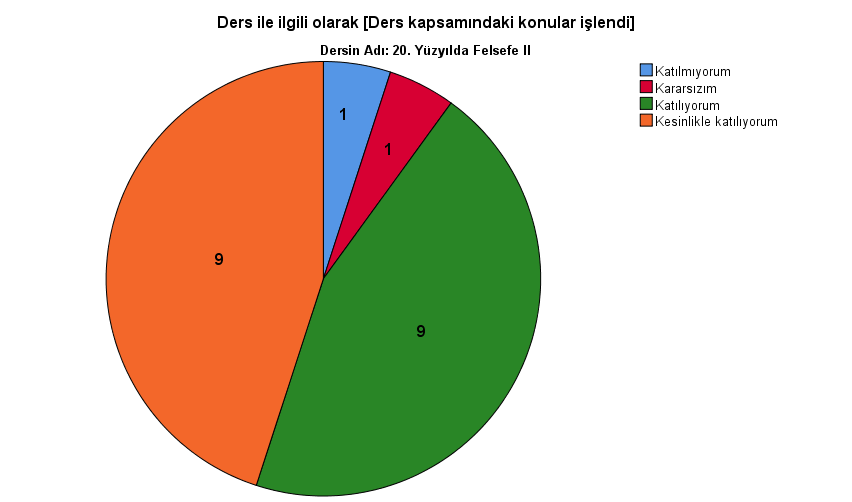 Ders ile ilgili olarak [Ders kapsamındaki konular işlendi]
Dersin Adı: 20. Yüzyılda Felsefe II
Katılmıyorum
Kararsızım
Katılıyorum
Kesinlikle katılıyorum
1
1
9
9